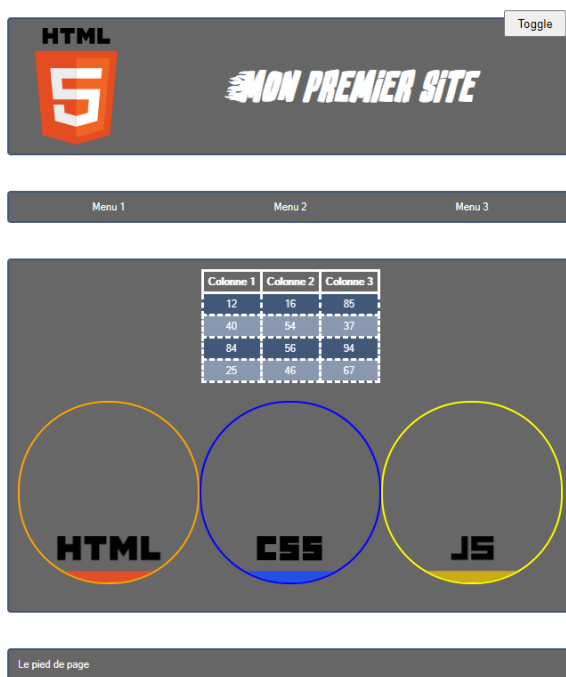 Toggle
HTML
5
MON PREMIER SITE
Menu 1 Menu 2 Menu 3
Colonne 1 Colonne 2 Colonne 3
12 16 85
40 54 37
84 56 94
25 46 67
HTML CSS JS
Le pied de page